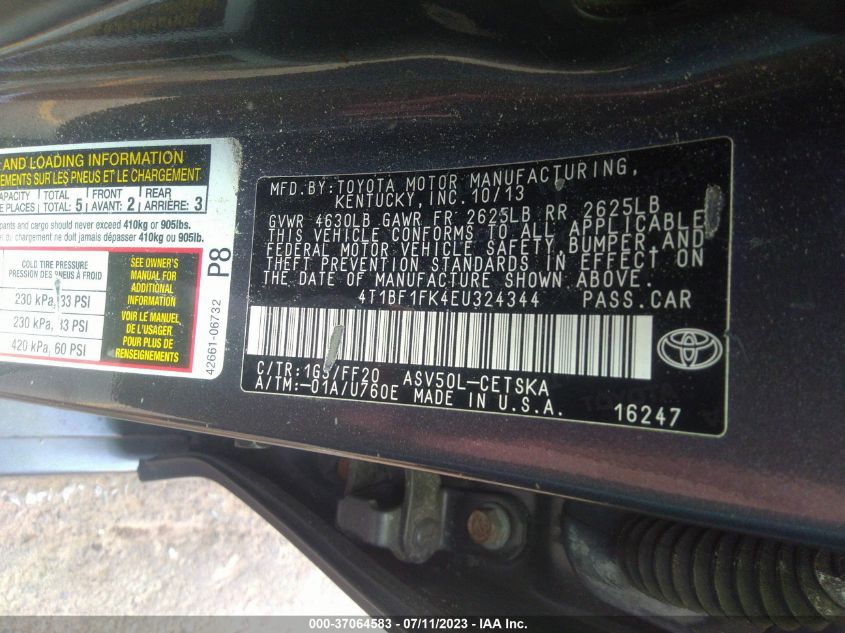 AND LOADING INFORMATION
EMENTS SUR LES PNEUS ET LE CHARGEMENT
CAPACITY TOTAL FRONT REAR
PLACES TOTAL: 5 AVANT: 2 ARRIÈRE: 3
pants and cargo should never exceed 410kg or 905lbs.
du chargement ne doit jamais dépasser 410kg ou 905lbs.
COLD TIRE PRESSURE
PRESSION DES PNEUS À FROID
230 kPa, 33 PSI
230 kPa, 33 PSI
420 kPa, 60 PSI
SEE OWNER'S
MANUAL FOR
ADDITIONAL
INFORMATION
VOIR LE MANUEL
DE L'USAGER
POUR PLUS DE
RENSEIGNEMENTS
P8
42661-06732
MFD. BY: TOYOTA MOTOR MANUFACTURING,
KENTUCKY, INC. 10/13
GVWR 4630LB GAWR FR 2625LB RR 2625LB
THIS VEHICLE CONFORMS TO ALL APPLICABLE
FEDERAL MOTOR VEHICLE SAFETY, BUMPER, AND
THEFT PREVENTION STANDARDS IN EFFECT ON
THE DATE OF MANUFACTURE SHOWN ABOVE.
4T1BF1FK4EU324344 PASS.CAR
C/TR:1G3/FF20 ASV50L-CETSKA
A/TM:-01A/U760E MADE IN U.S.A.
16247
000-37064583 - 07/11/2023 - IAA Inc.